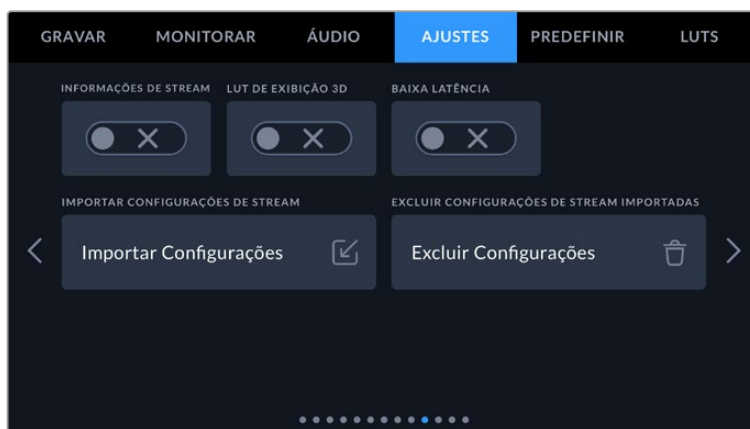 GRAVAR MONITORAR ÁUDIO AJUSTES PREDEFINIR LUTS
INFORMAÇÕES DE STREAM LUT DE EXIBIÇÃO 3D BAIXA LATÊNCIA
IMPORTAR CONFIGURAÇÕES DE STREAM EXCLUIR CONFIGURAÇÕES DE STREAM IMPORTADAS
Importar Configurações Excluir Configurações